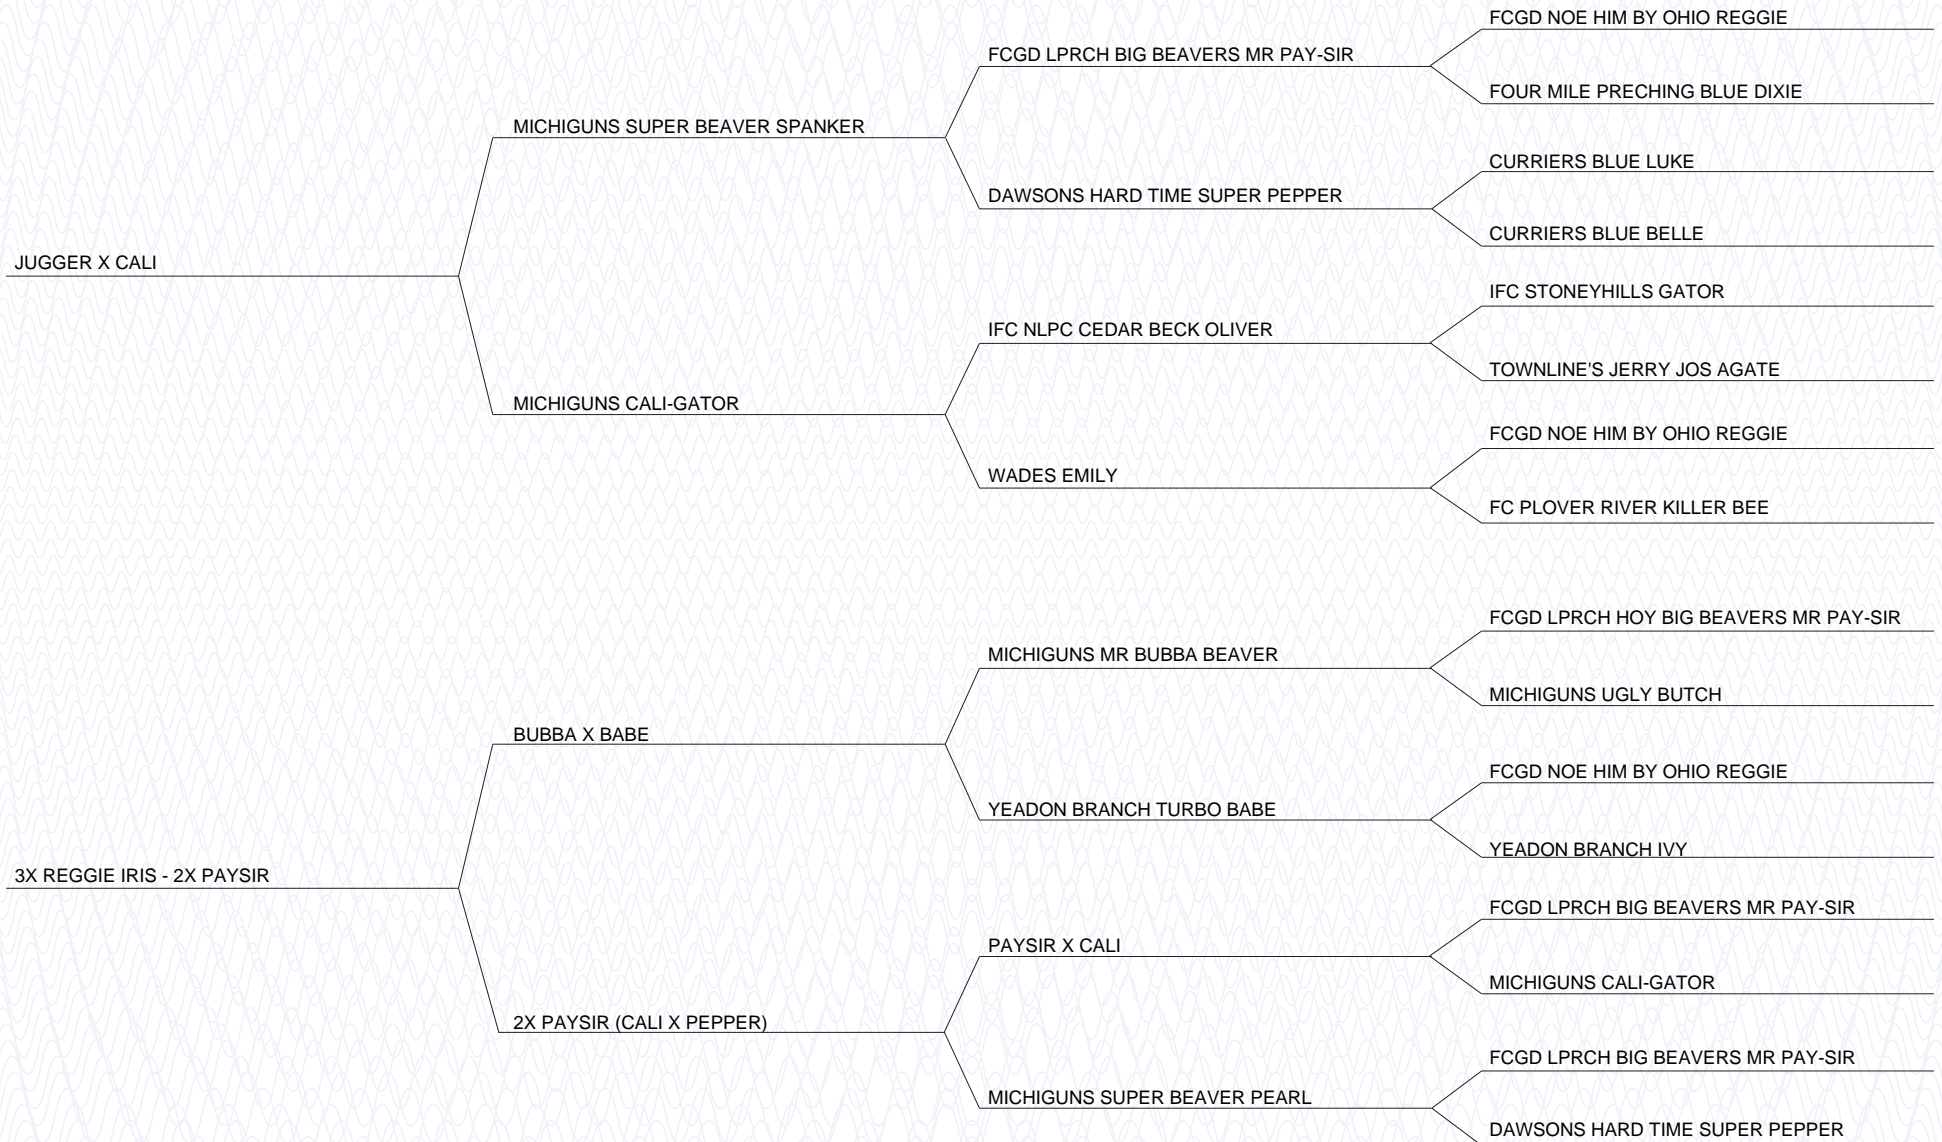 JUGGER X CALI
MICHIGUNS SUPER BEAVER SPANKER
FCGD LPRCH BIG BEAVERS MR PAY-SIR
FCGD NOE HIM BY OHIO REGGIE
FOUR MILE PRECHING BLUE DIXIE
DAWSONS HARD TIME SUPER PEPPER
CURRIERS BLUE LUKE
CURRIERS BLUE BELLE
MICHIGUNS CALI-GATOR
IFC NLPC CEDAR BECK OLIVER
IFC STONEYHILLS GATOR
TOWNLINE'S JERRY JOS AGATE
WADES EMILY
FCGD NOE HIM BY OHIO REGGIE
FC PLOVER RIVER KILLER BEE
3X REGGIE IRIS - 2X PAYSIR
BUBBA X BABE
MICHIGUNS MR BUBBA BEAVER
FCGD LPRCH HOY BIG BEAVERS MR PAY-SIR
MICHIGUNS UGLY BUTCH
YEADON BRANCH TURBO BABE
FCGD NOE HIM BY OHIO REGGIE
YEADON BRANCH IVY
2X PAYSIR (CALI X PEPPER)
PAYSIR X CALI
FCGD LPRCH BIG BEAVERS MR PAY-SIR
MICHIGUNS CALI-GATOR
MICHIGUNS SUPER BEAVER PEARL
FCGD LPRCH BIG BEAVERS MR PAY-SIR
DAWSONS HARD TIME SUPER PEPPER